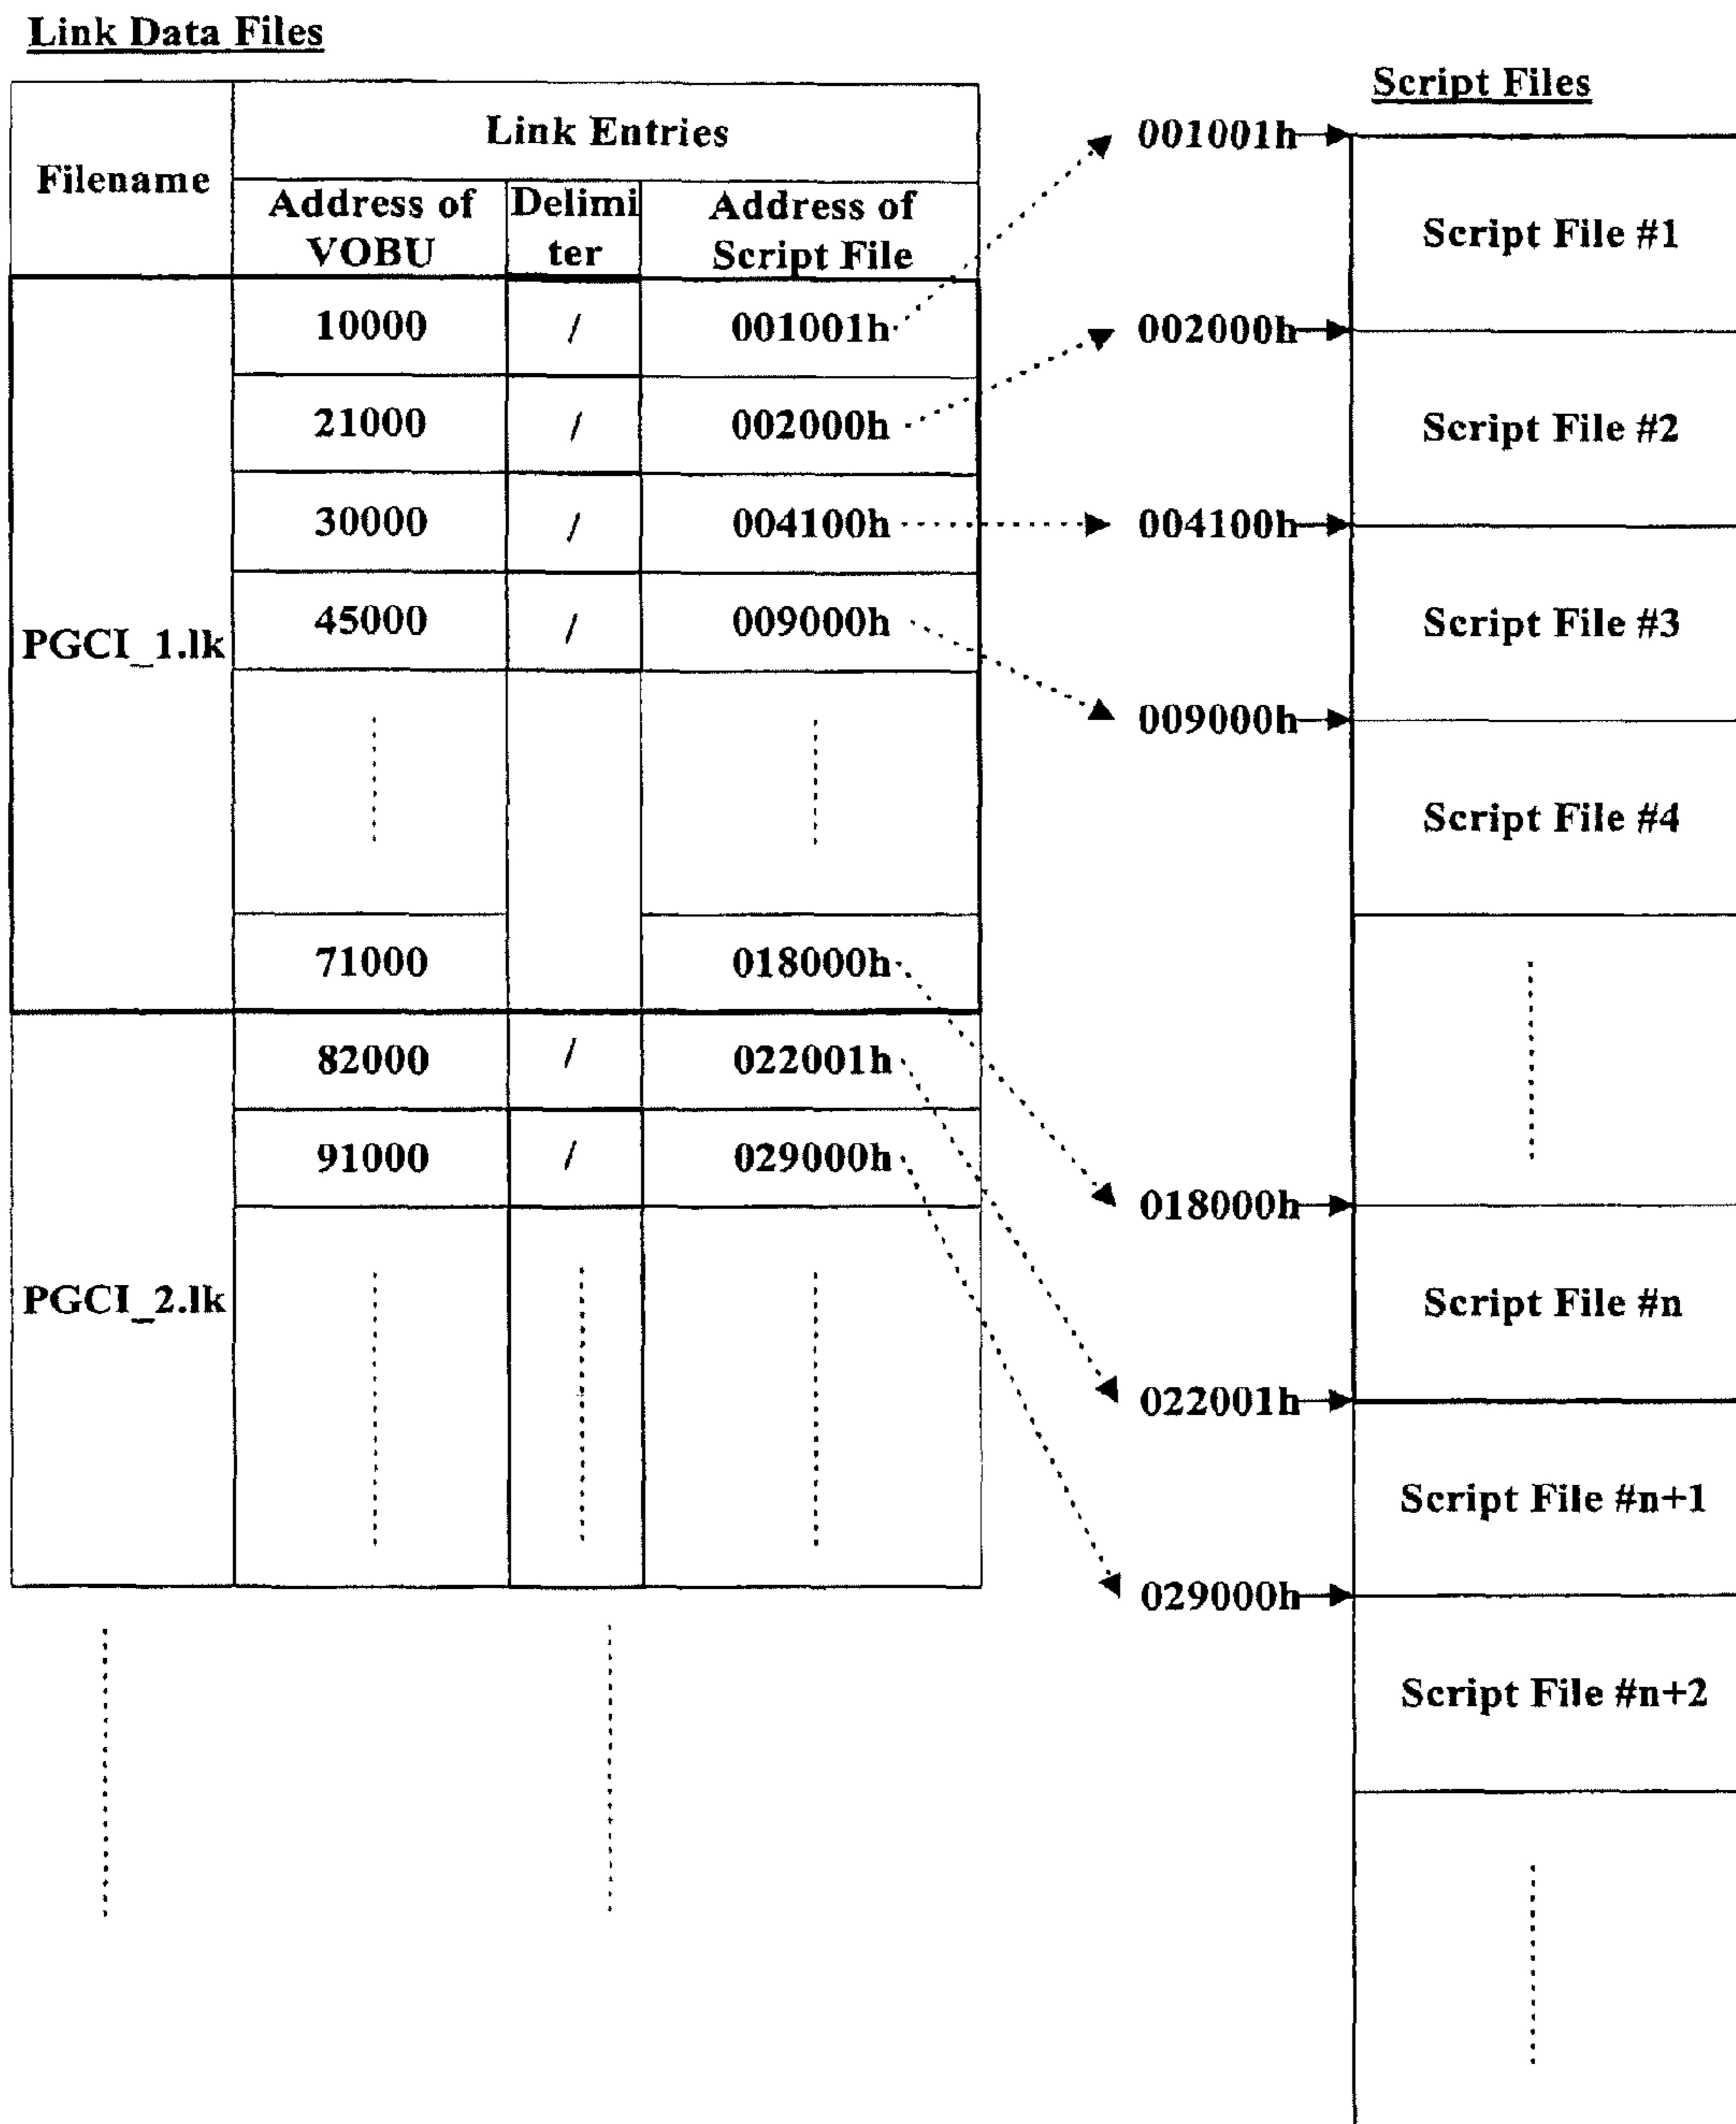 Link Data Files
Filename
Link Entries
Address of
VOBU
Delimi
ter
Address of
Script File
PGCI_1.lk
10000 / 001001h
21000 / 002000h
30000 / 004100h
45000 / 009000h
71000 018000h
PGCI_2.lk
82000 / 022001h
91000 / 029000h
Script Files
001001h
Script File #1
002000h
Script File #2
004100h
Script File #3
009000h
Script File #4
018000h
Script File #n
022001h
Script File #n+1
029000h
Script File #n+2